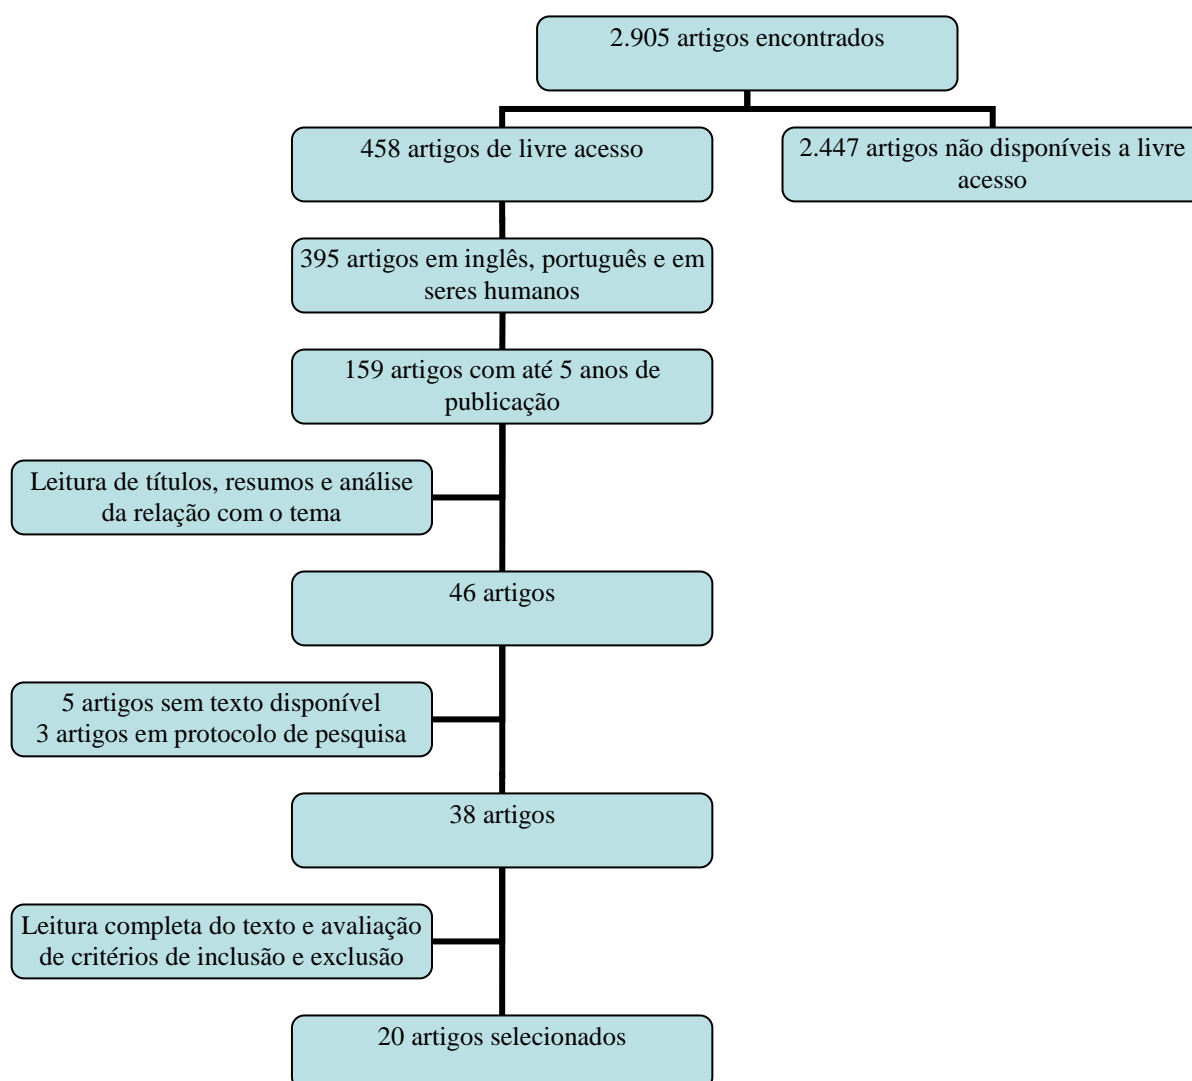 2.905 artigos encontrados
458 artigos de livre acesso
2.447 artigos não disponíveis a livre
acesso
395 artigos em inglês, português e em
seres humanos
159 artigos com até 5 anos de
publicação
Leitura de títulos, resumos e análise
da relação com o tema
46 artigos
5 artigos sem texto disponível
3 artigos em protocolo de pesquisa
38 artigos
Leitura completa do texto e avaliação
de critérios de inclusão e exclusão
20 artigos selecionados